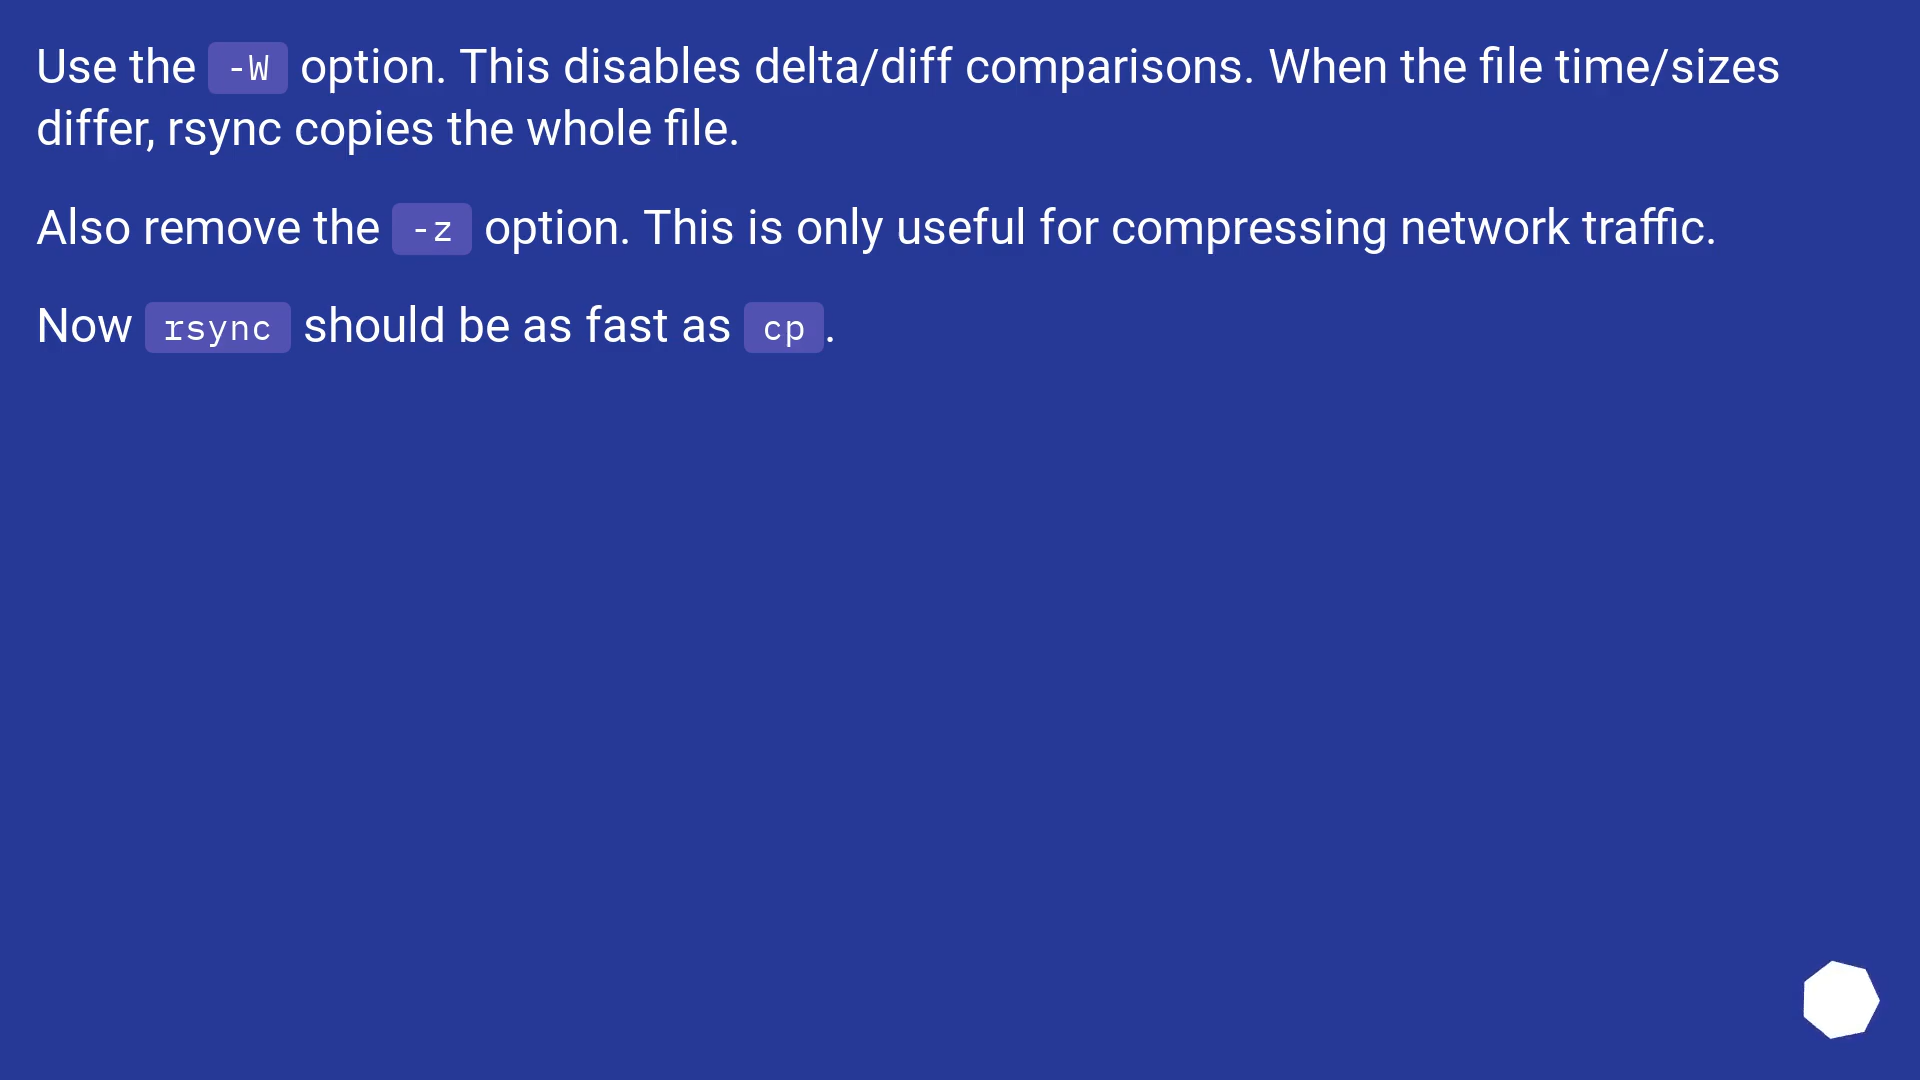 Use the -W option. This disables delta/diff comparisons. When the file time/sizes
differ, rsync copies the whole file.
Also remove the -z option. This is only useful for compressing network traffic.
Now rsync should be as fast as cp.